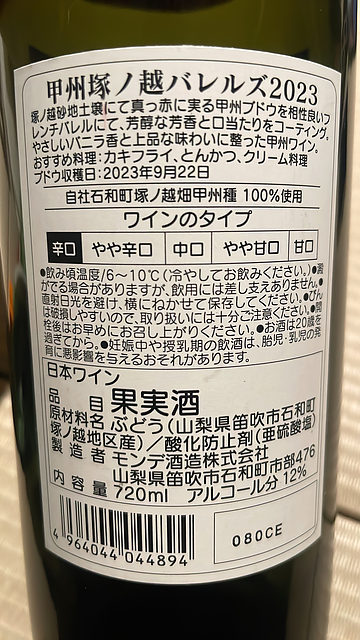 甲州塚ノ越バレルズ2023
塚ノ越砂地土壌にて真っ赤に実る甲州ブドウを相性良いフ
レンチバレルにて、芳醇な芳香と口当たりをコーティング。
やさしいバニラ香と上品な味わいに整った甲州ワイン。
おすすめ料理:カキフライ、とんかつ、クリーム料理
ブドウ収穫日:2023年9月22日
自社石和町塚ノ越畑甲州種 100%使用
ワインのタイプ
辛口 やや辛口 中口 やや甘口 甘口
●飲み頃温度/6~10℃(冷やしてお飲みください。)●澱
がでる場合がありますが、飲用には差し支えありません。●
直射日光を避け、横にねかせて保存してください。●びん
は破損しやすいので、取り扱いには十分ご注意ください。●開
栓後はお早めにお召し上がりください。●お酒は20歳を
過ぎてから。●妊娠中や授乳期の飲酒は、胎児・乳児の発
育に悪影響を与えるおそれがあります。
日本ワイン
品目 果実酒
原材料名 ぶどう(山梨県笛吹市石和町
塚ノ越地区産)/酸化防止剤(亜硫酸塩)
製造者 モンデ酒造株式会社
山梨県笛吹市石和町市部476
内容量 720ml アルコール分 12%
4 964044 044894
080CE